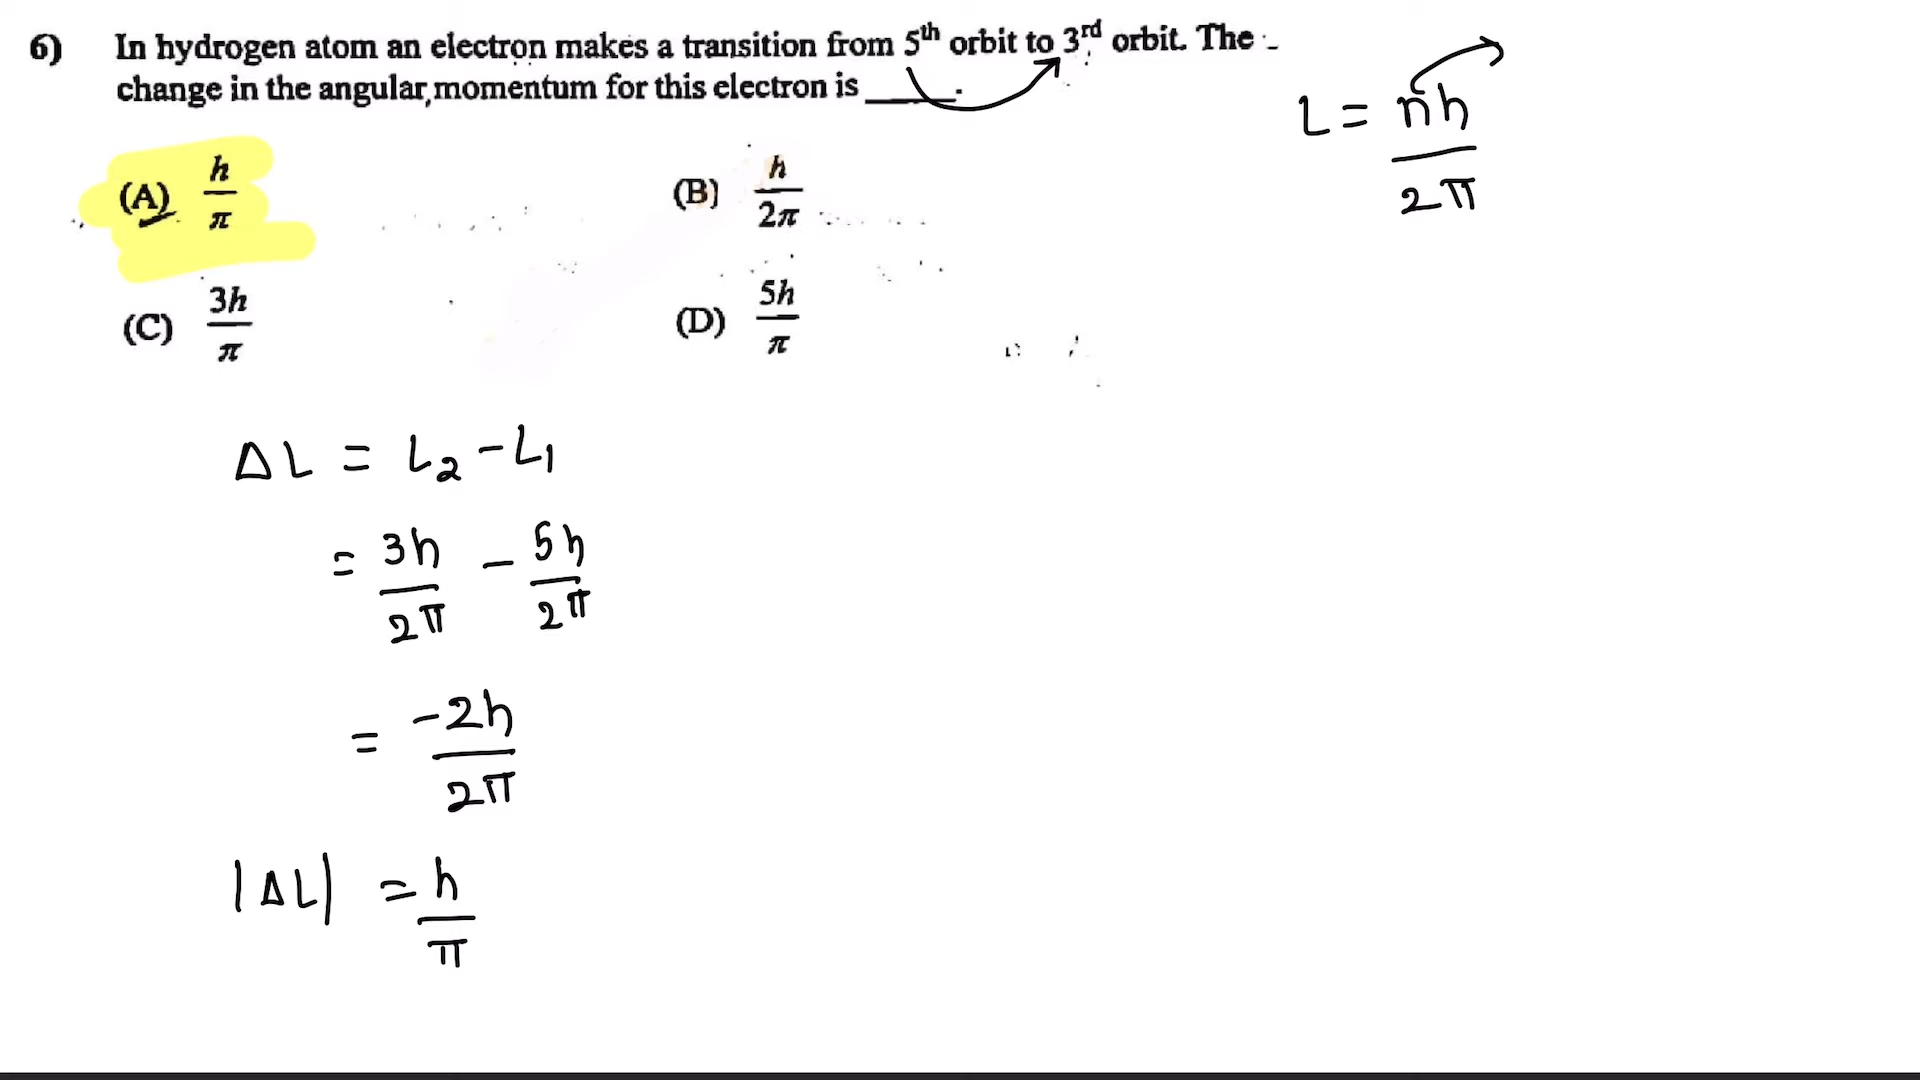 6) In hydrogen atom an electron makes a transition from 5th orbit to 3rd orbit. The
change in the angular momentum for this electron is _____.
L = nh/2π
(A) h/π (B) h/2π
(C) 3h/π (D) 5h/π
ΔL = L₂ - L₁
= 3h/2π - 5h/2π
= -2h/2π
|ΔL| = h/π